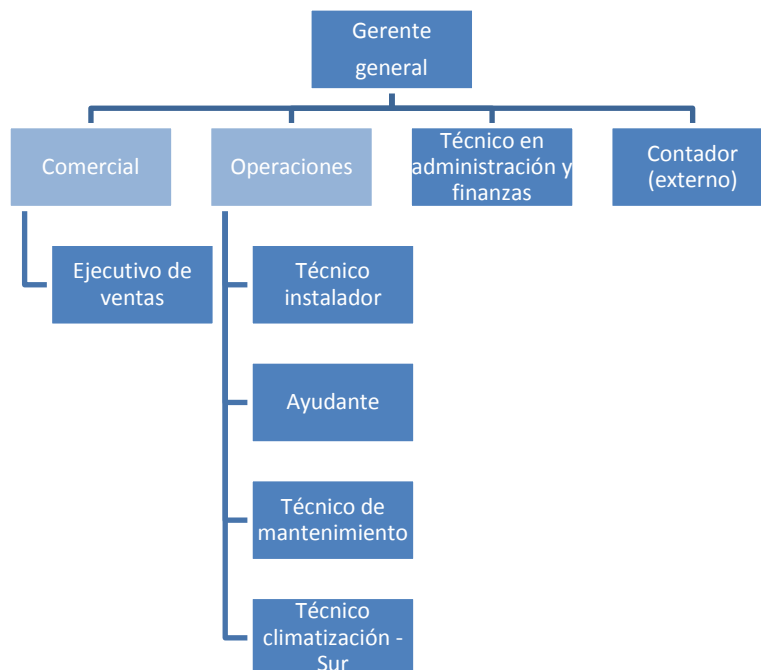 Gerente
general
Comercial
Operaciones
Técnico en
administración y
finanzas
Contador
(externo)
Ejecutivo de
ventas
Técnico
instalador
Ayudante
Técnico de
mantenimiento
Técnico
climatización -
Sur